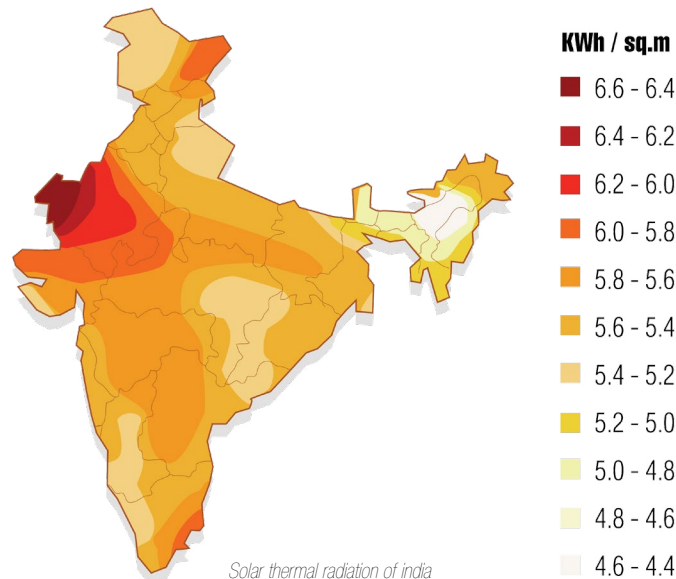 KWh / sq.m
6.6 - 6.4
6.4 - 6.2
6.2 - 6.0
6.0 - 5.8
5.8 - 5.6
5.6 - 5.4
5.4 - 5.2
5.2 - 5.0
5.0 - 4.8
4.8 - 4.6
4.6 - 4.4
Solar thermal radiation of india